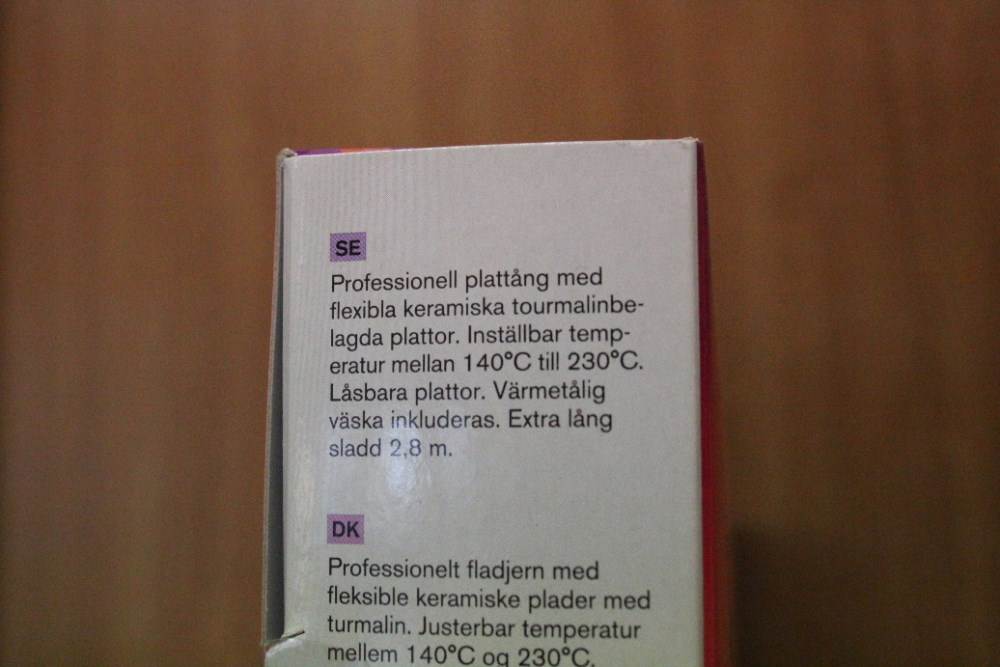 SE
Professionell plattång med
flexibla keramiska tourmalinbe-
lagda plattor. Inställbar temp-
eratur mellan 140°C till 230°C.
Låsbara plattor. Värmetålig
väska inkluderas. Extra lång
sladd 2,8 m.
DK
Professionelt fladjern med
fleksible keramiske plader med
turmalin. Justerbar temperatur
mellem 140°C og 230°C.